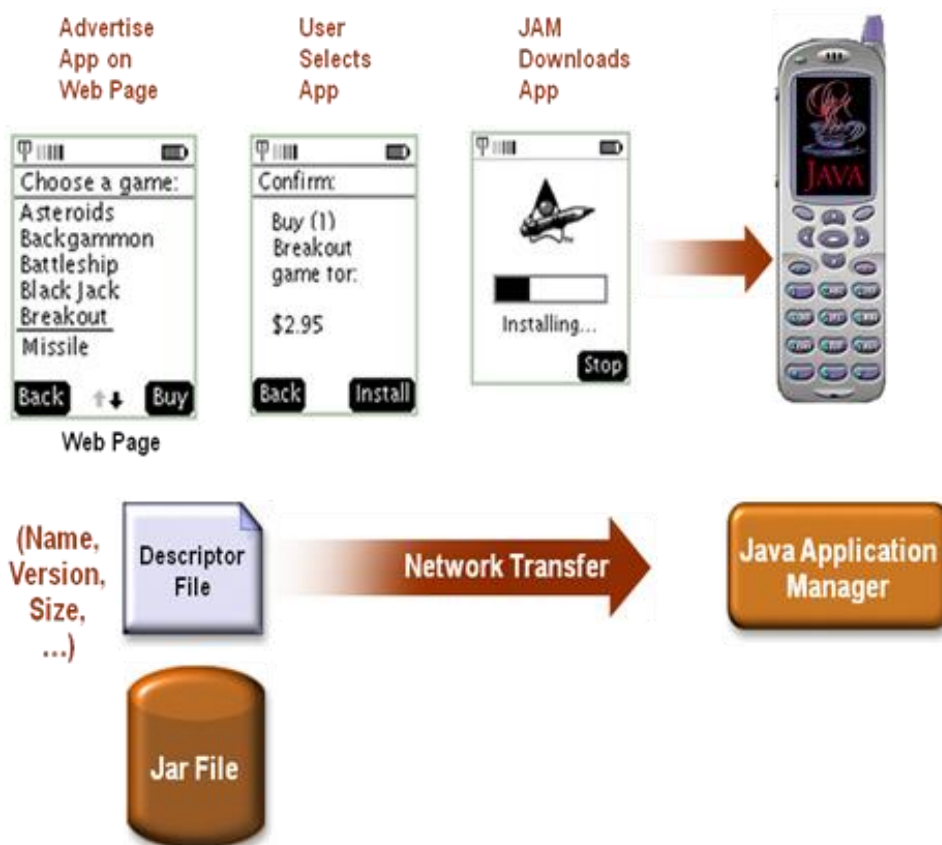 Advertise
App on
Web Page
User
Selects
App
JAM
Downloads
App
Choose a game:
Asteroids
Backgammon
Battleship
Black Jack
Breakout
Missile
Back
Buy
Web Page
Confirm:
Buy (1)
Breakout
game tor:
$2.95
Back
Install
Installing...
Stop
JAVA
(Name,
Version,
Size,
...)
Descriptor
File
Network Transfer
Java Application
Manager
Jar File